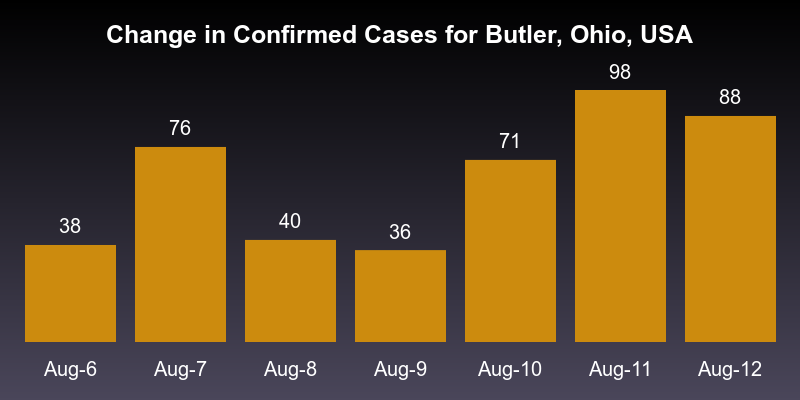 Change in Confirmed Cases for Butler, Ohio, USA
38
76
40
36
71
98
88
Aug-6
Aug-7
Aug-8
Aug-9
Aug-10
Aug-11
Aug-12